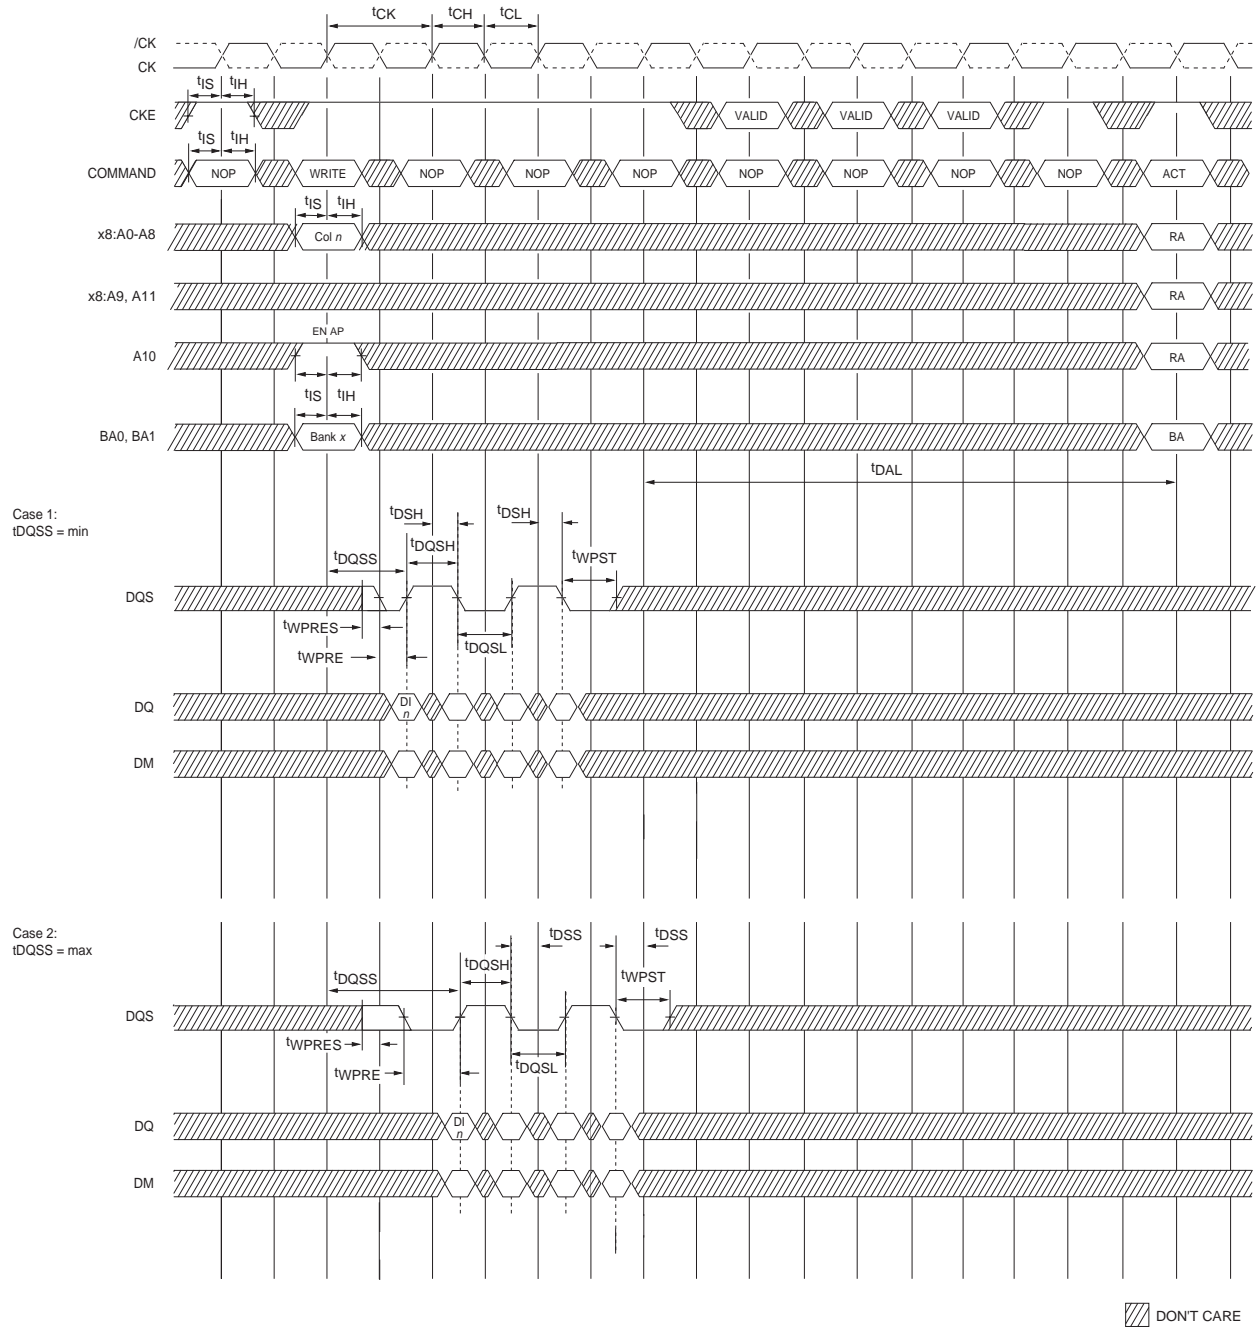 tCK tCH tCL
/CK
CK
tIS tIH
CKE VALID VALID VALID
tIS tIH
COMMAND NOP WRITE NOP NOP NOP NOP NOP NOP NOP ACT
tIS tIH
x8:A0-A8 Col n RA
x8:A9, A11 RA
EN AP
A10 RA
tIS tIH
BA0, BA1 Bank x BA
tDAL
Case 1:
tDQSS = min
tDSH tDSH
tDQSS tDQSH tWPST
DQS
tWPRES tDQSL
tWPRE
DQ DI
n
DM
Case 2:
tDQSS = max
tDSS tDSS
tDQSS tDQSH tWPST
DQS
tWPRES tDQSL
tWPRE
DQ DI
n
DM
DON'T CARE